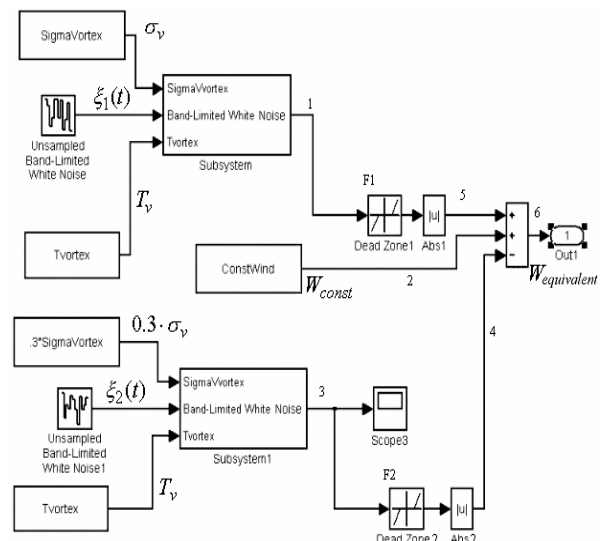 SigmaVortex
σv
SigmaVvortex
ξ1(t)
Band-Limited White Noise
1
Tvortex
Subsystem
Unsampled
Band-Limited
White Noise
Tv
F1
5
6
|u|
+
+
−
1
Dead Zone1
Abs1
Out1
Tvortex
ConstWind
Wconst
2
Wequivalent
.3*SigmaVortex
0.3·σv
4
SigmaVvortex
ξ2(t)
Band-Limited White Noise
3
Tvortex
Scope3
Unsampled
Band-Limited
White Noise1
Subsystem1
Tv
F2
Tvortex
|u|
Dead Zone2
Abs2